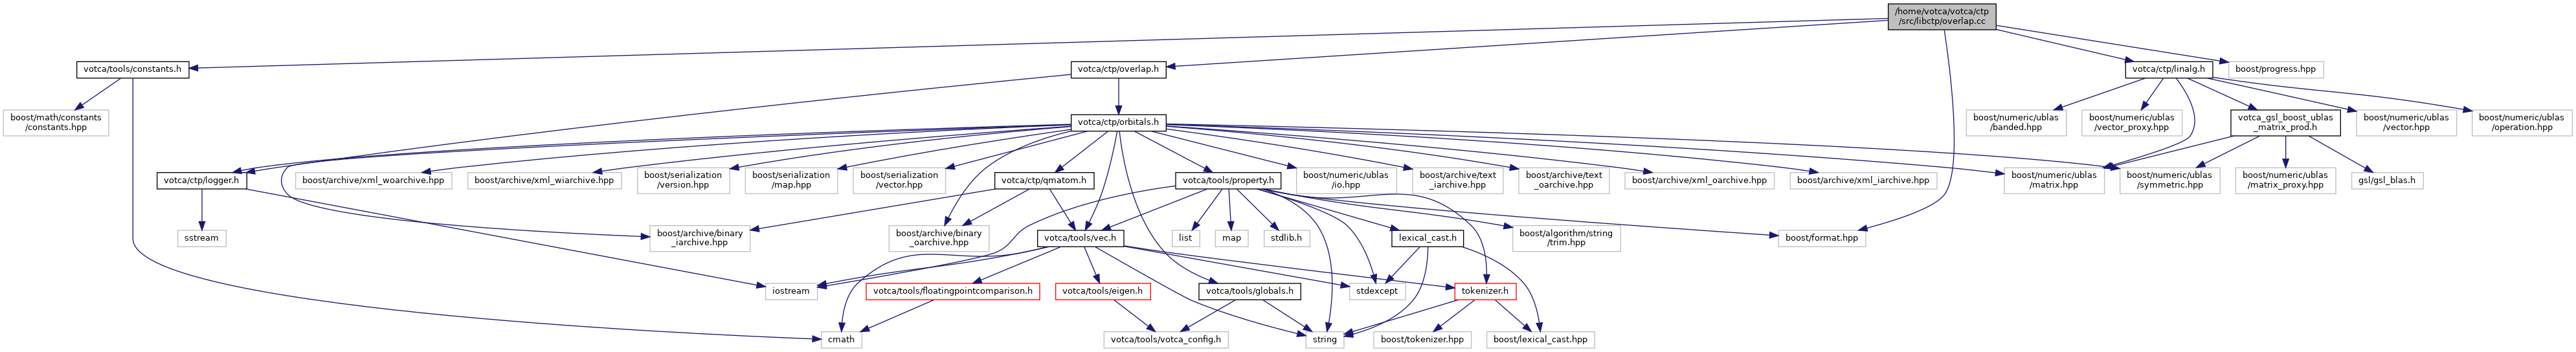 /home/votca/votca/ctp
/src/libctp/overlap.cc
votca/tools/constants.h
votca/ctp/overlap.h
votca/ctp/linalg.h
boost/progress.hpp
boost/math/constants
/constants.hpp
votca/ctp/orbitals.h
boost/numeric/ublas
/banded.hpp
boost/numeric/ublas
/vector_proxy.hpp
votca_gsl_boost_ublas
_matrix_prod.h
boost/numeric/ublas
/vector.hpp
boost/numeric/ublas
/operation.hpp
votca/ctp/logger.h
boost/archive/xml_woarchive.hpp
boost/archive/xml_wiarchive.hpp
boost/serialization
/version.hpp
boost/serialization
/map.hpp
boost/serialization
/vector.hpp
votca/ctp/qmatom.h
votca/tools/property.h
boost/numeric/ublas
/io.hpp
boost/archive/text
_iarchive.hpp
boost/archive/text
_oarchive.hpp
boost/archive/xml_oarchive.hpp
boost/archive/xml_iarchive.hpp
boost/numeric/ublas
/matrix.hpp
boost/numeric/ublas
/symmetric.hpp
boost/numeric/ublas
/matrix_proxy.hpp
gsl/gsl_blas.h
sstream
boost/archive/binary
_iarchive.hpp
boost/archive/binary
_oarchive.hpp
votca/tools/vec.h
list
map
stdlib.h
lexical_cast.h
boost/algorithm/string
/trim.hpp
boost/format.hpp
iostream
votca/tools/floatingpointcomparison.h
votca/tools/eigen.h
votca/tools/globals.h
stdexcept
tokenizer.h
cmath
votca/tools/votca_config.h
string
boost/tokenizer.hpp
boost/lexical_cast.hpp